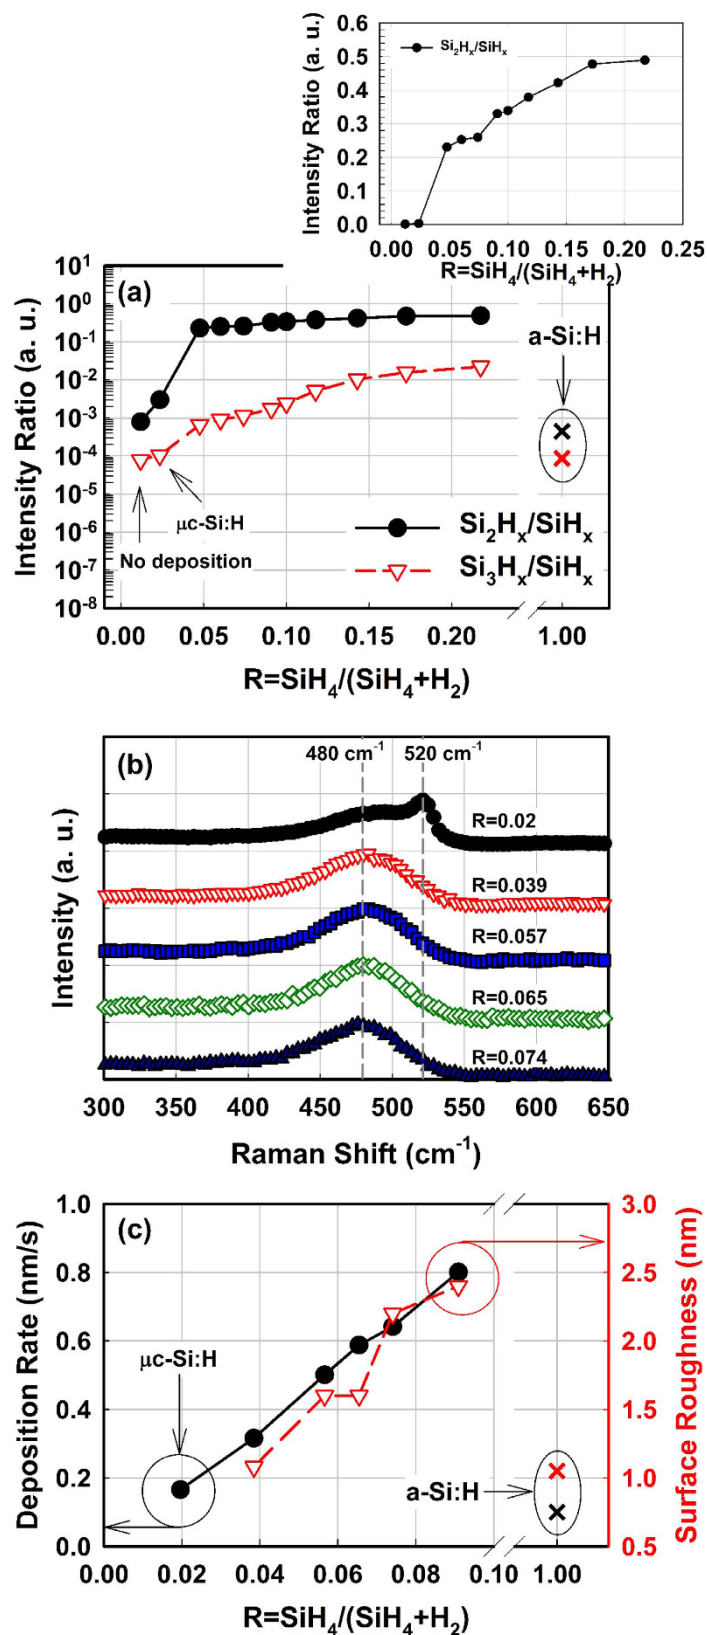 0.6
0.5
0.4
0.3
0.2
0.1
0.0
Intensity Ratio (a. u.)
Si₂Hₓ/SiHₓ
0.00 0.05 0.10 0.15 0.20 0.25
R=SiH₄/(SiH₄+H₂)
(a)
10¹
10⁰
10⁻¹
10⁻²
10⁻³
10⁻⁴
10⁻⁵
10⁻⁶
10⁻⁷
10⁻⁸
Intensity Ratio (a. u.)
a-Si:H
μc-Si:H
No deposition
Si₂Hₓ/SiHₓ
Si₃Hₓ/SiHₓ
0.00 0.05 0.10 0.15 0.20 1.00
R=SiH₄/(SiH₄+H₂)
(b)
480 cm⁻¹ 520 cm⁻¹
R=0.02
R=0.039
R=0.057
R=0.065
R=0.074
Intensity (a. u.)
300 350 400 450 500 550 600 650
Raman Shift (cm⁻¹)
(c)
1.0
0.8
0.6
0.4
0.2
0.0
Deposition Rate (nm/s)
μc-Si:H
a-Si:H
3.0
2.5
2.0
1.5
1.0
0.5
Surface Roughness (nm)
0.00 0.02 0.04 0.06 0.08 0.10 1.00
R=SiH₄/(SiH₄+H₂)